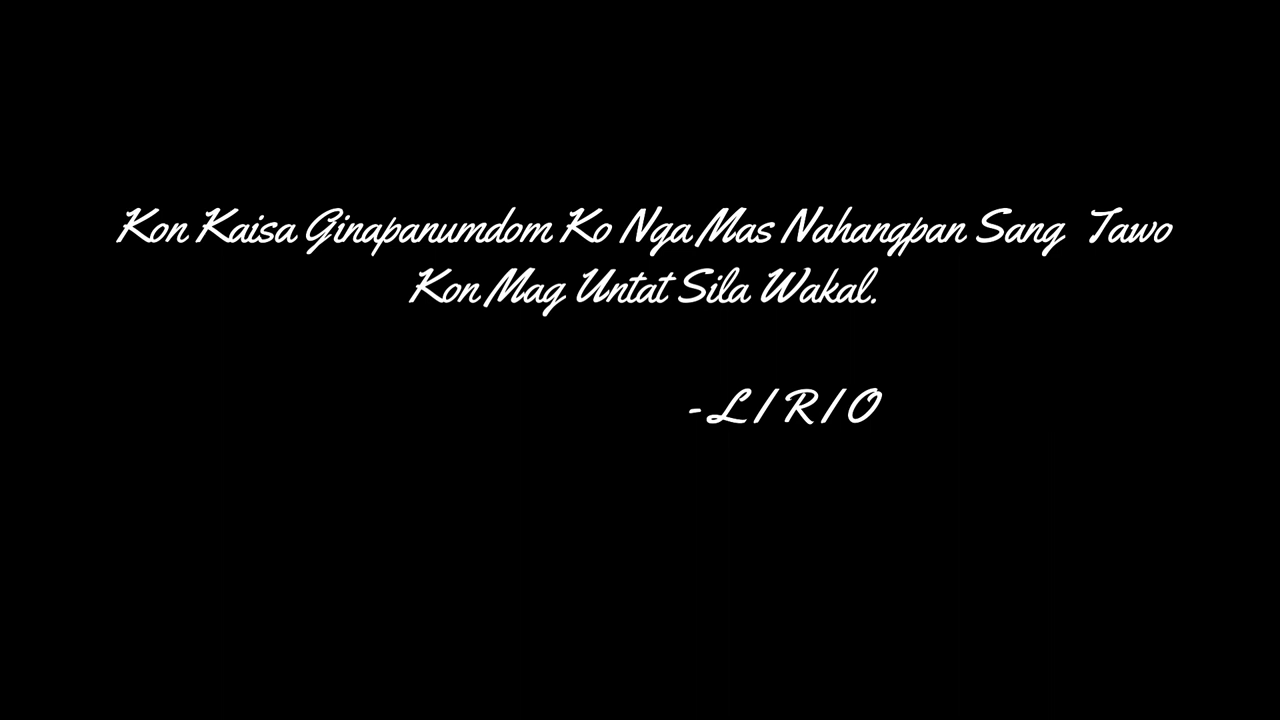 Kon Kaisa Ginapanumdom Ko Nga Mas Nahangpan Sang Tawo
Kon Mag Untat Sila Wakal.
-LIRIO